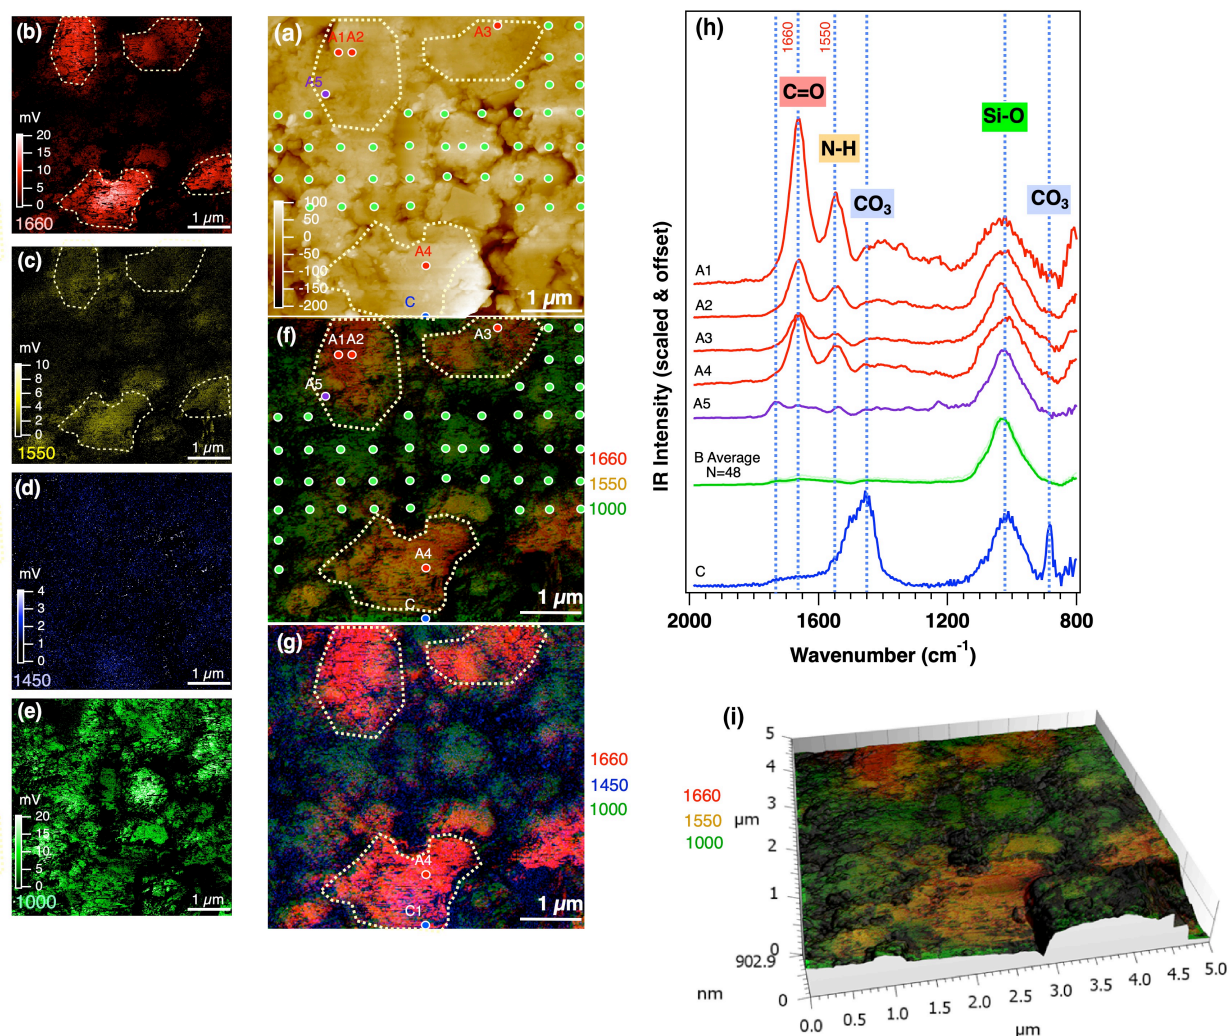 (b)
mV
20
15
10
5
0
1660
1 µm
(c)
mV
10
8
6
4
2
0
1550
1 µm
(d)
mV
4
3
2
1
0
1450
1 µm
(e)
mV
20
15
10
5
0
1000
1 µm
(a)
A1 A2
A3
A5
A4
C
100
50
0
-50
-100
-150
-200
1 µm
(f)
A1 A2
A3
A5
A4
C
1 µm
1660
1550
1000
(g)
A4
C1
1 µm
1660
1450
1000
(h)
1660
1550
C=O
N-H
CO3
Si-O
CO3
A1
A2
A3
A4
A5
B Average
N=48
C
IR Intensity (scaled & offset)
2000
1600
1200
800
Wavenumber (cm-1)
(i)
1660
1550
1000
5
4
3
2
1
0
µm
902.9
nm
0
0.0
0.5
1.0
1.5
2.0
2.5
3.0
3.5
4.0
4.5
5.0
µm